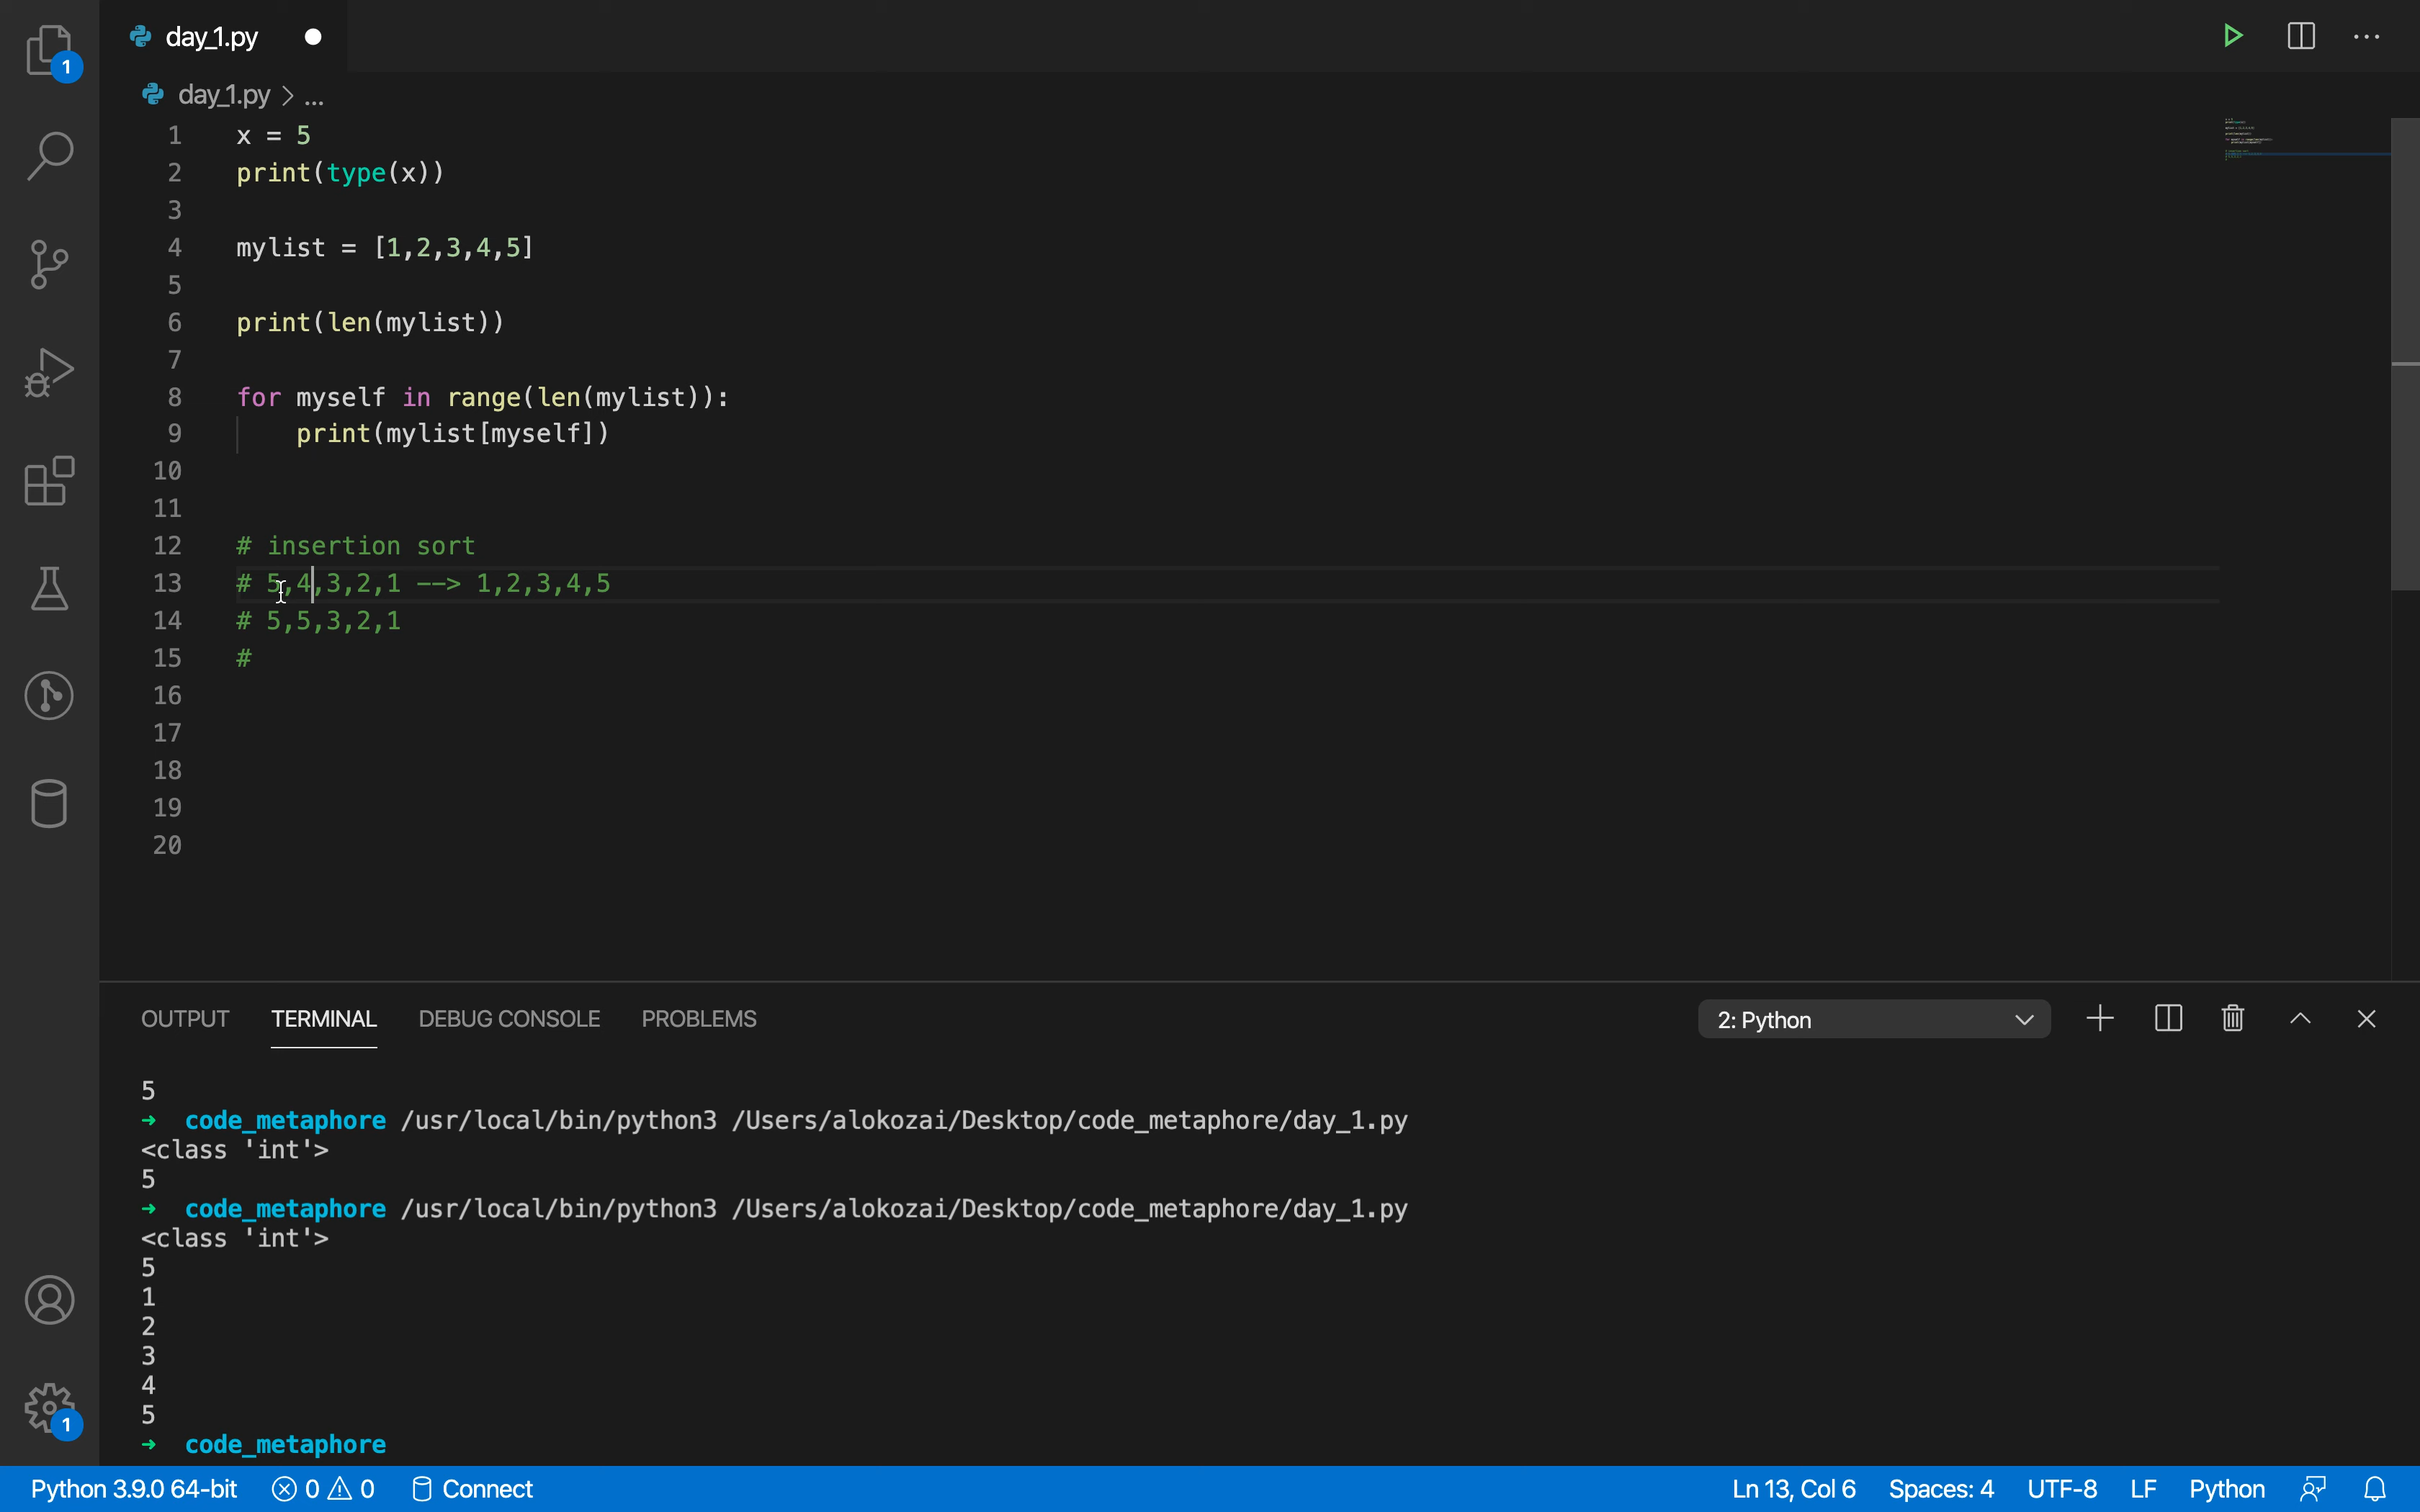 day_1.py
1
day_1.py > ...
1 x = 5
2 print(type(x))
3
4 mylist = [1,2,3,4,5]
5
6 print(len(mylist))
7
8 for myself in range(len(mylist)):
9 print(mylist[myself])
10
11
12 # insertion sort
13 # 5,4,3,2,1 --> 1,2,3,4,5
14 # 5,5,3,2,1
15 #
16
17
18
19
20
OUTPUT TERMINAL DEBUG CONSOLE PROBLEMS 2: Python
5
→ code_metaphore /usr/local/bin/python3 /Users/alokozai/Desktop/code_metaphore/day_1.py
<class 'int'>
5
→ code_metaphore /usr/local/bin/python3 /Users/alokozai/Desktop/code_metaphore/day_1.py
<class 'int'>
5
1
2
3
4
5
→ code_metaphore
1
Python 3.9.0 64-bit 0 0 Connect Ln 13, Col 6 Spaces: 4 UTF-8 LF Python